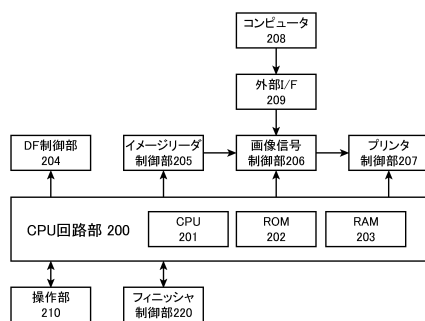 コンピュータ
208
外部I/F
209
DF制御部
204
イメージリーダ
制御部205
画像信号
制御部206
プリンタ
制御部207
CPU回路部 200
CPU
201
ROM
202
RAM
203
操作部
210
フィニッシャ
制御部220